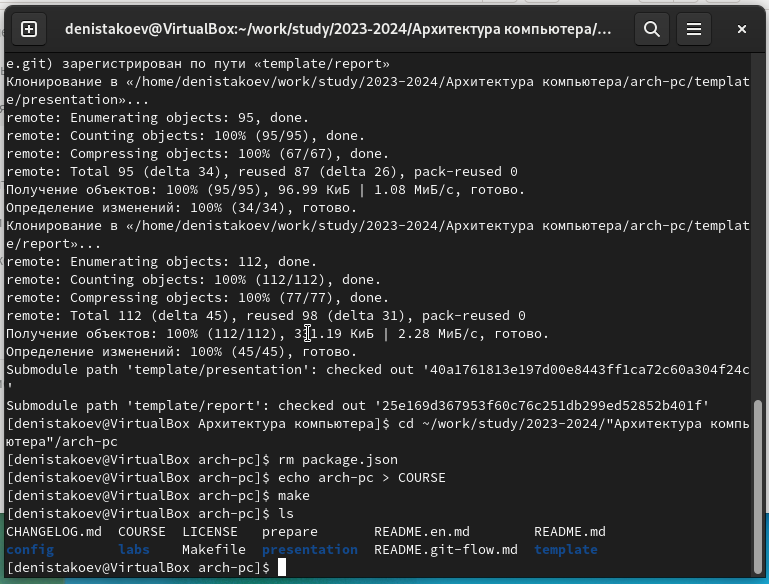 denistakoev@VirtualBox:~/work/study/2023-2024/Архитектура компьютера/...
e.git) зарегистрирован по пути «template/report»
Клонирование в «/home/denistakoev/work/study/2023-2024/Архитектура компьютера/arch-pc/templat
e/presentation»...
remote: Enumerating objects: 95, done.
remote: Counting objects: 100% (95/95), done.
remote: Compressing objects: 100% (67/67), done.
remote: Total 95 (delta 34), reused 87 (delta 26), pack-reused 0
Получение объектов: 100% (95/95), 96.99 КиБ | 1.08 МиБ/с, готово.
Определение изменений: 100% (34/34), готово.
Клонирование в «/home/denistakoev/work/study/2023-2024/Архитектура компьютера/arch-pc/templat
e/report»...
remote: Enumerating objects: 112, done.
remote: Counting objects: 100% (112/112), done.
remote: Compressing objects: 100% (77/77), done.
remote: Total 112 (delta 45), reused 98 (delta 31), pack-reused 0
Получение объектов: 100% (112/112), 331.19 КиБ | 2.28 МиБ/с, готово.
Определение изменений: 100% (45/45), готово.
Submodule path 'template/presentation': checked out '40a1761813e197d00e8443ff1ca72c60a304f24c
'
Submodule path 'template/report': checked out '25e169d367953f60c76c251db299ed52852b401f'
[denistakoev@VirtualBox Архитектура компьютера]$ cd ~/work/study/2023-2024/"Архитектура компь
ютера"/arch-pc
[denistakoev@VirtualBox arch-pc]$ rm package.json
[denistakoev@VirtualBox arch-pc]$ echo arch-pc > COURSE
[denistakoev@VirtualBox arch-pc]$ make
[denistakoev@VirtualBox arch-pc]$ ls
CHANGELOG.md COURSE LICENSE prepare README.en.md README.md
config labs Makefile presentation README.git-flow.md template
[denistakoev@VirtualBox arch-pc]$